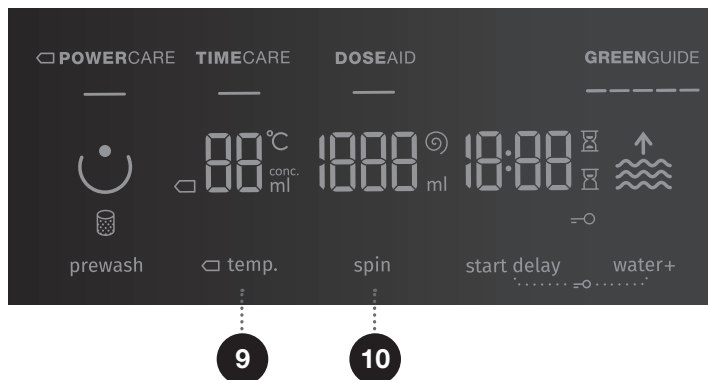 POWERCARE TIMECARE DOSEAID GREENGUIDE
88 °C conc. ml 1888 ml 18:88
prewash temp. spin start delay water+
9 10